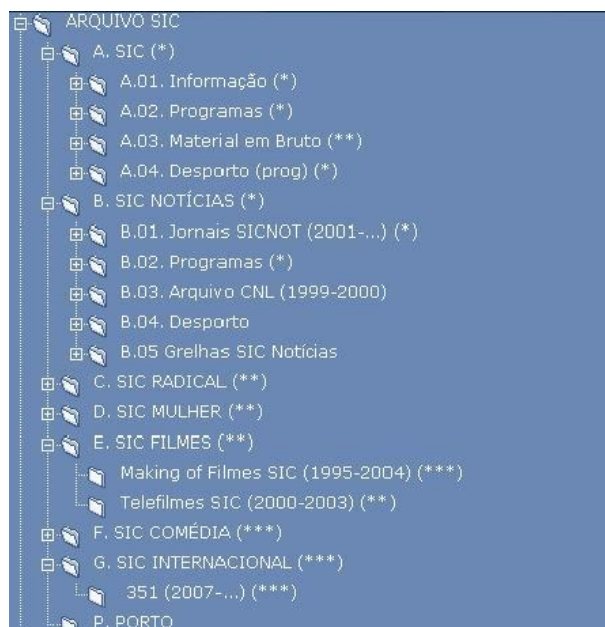 ARQUIVO SIC
A. SIC (*)
A.01. Informação (*)
A.02. Programas (*)
A.03. Material em Bruto (**)
A.04. Desporto (prog) (*)
B. SIC NOTÍCIAS (*)
B.01. Jornais SICNOT (2001-...) (*)
B.02. Programas (*)
B.03. Arquivo CNL (1999-2000)
B.04. Desporto
B.05 Grelhas SIC Notícias
C. SIC RADICAL (**)
D. SIC MULHER (**)
E. SIC FILMES (**)
Making of Filmes SIC (1995-2004) (***)
Telefilmes SIC (2000-2003) (**)
F. SIC COMÉDIA (***)
G. SIC INTERNACIONAL (***)
351 (2007-...) (***)
P. PORTO